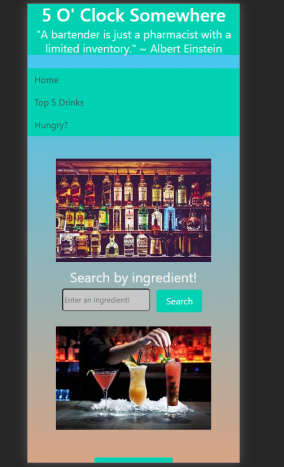 5 O' Clock Somewhere
"A bartender is just a pharmacist with a
limited inventory." ~ Albert Einstein
Home
Top 5 Drinks
Hungry?
Search by ingredient!
Enter an ingredient!
Search